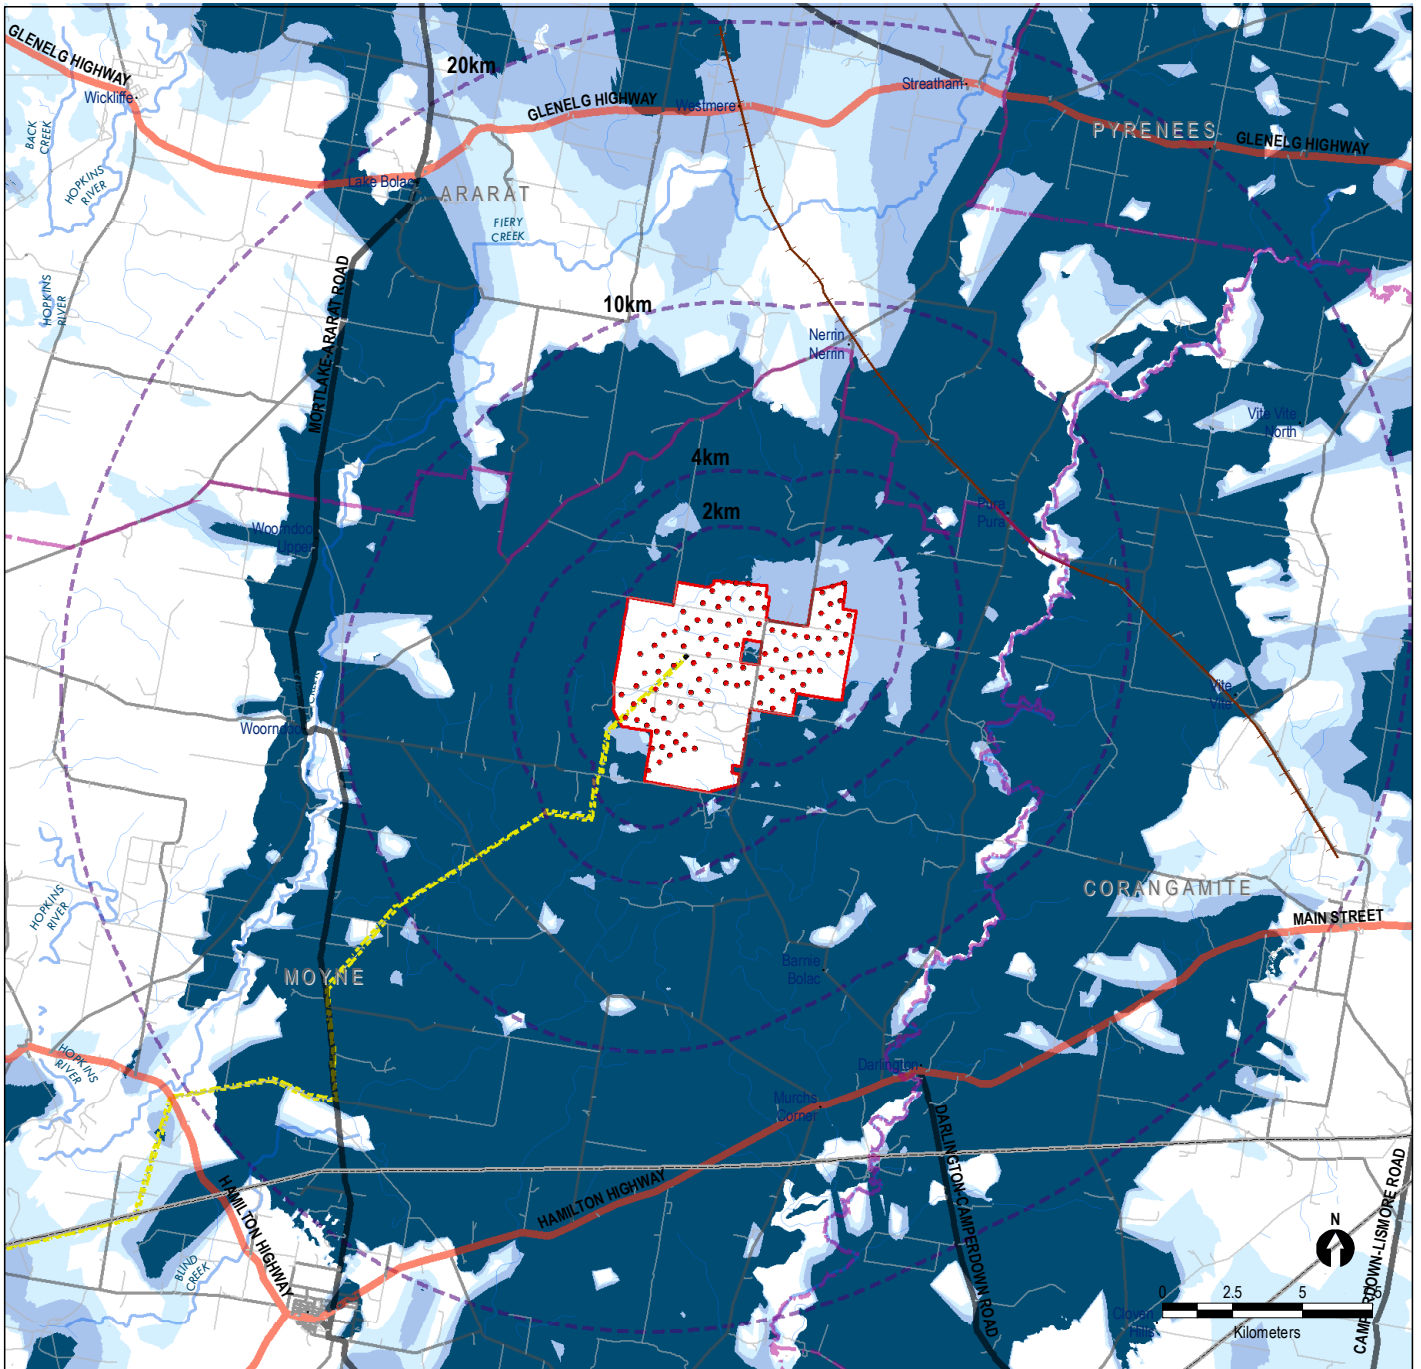 GLENELG HIGHWAY
Wickliffe
BACK
CREEK
HOPKINS
RIVER
20km
GLENELG HIGHWAY
Westmere
Streatham
PYRENEES
GLENELG HIGHWAY
Lake Bolac
ARARAT
FIERY
CREEK
HOPKINS
RIVER
MORTLAKE-ARARAT ROAD
10km
Nerrin
Nerrin
Vite Vite
North
4km
2km
Pura
Pura
Woorndoo
Upper
CREEK
Woorndoo
Vite
Vite
HOPKINS
RIVER
CORANGAMITE
MAIN STREET
Barnie
Bolac
MOYNE
HOPKINS
RIVER
Darlington
Murchs
Corner
DARLINGTON-CAMPERDOWN ROAD
HAMILTON HIGHWAY
HAMILTON HIGHWAY
BLIND
CREEK
N
0 2.5 5
Kilometers
Cloven
Hills